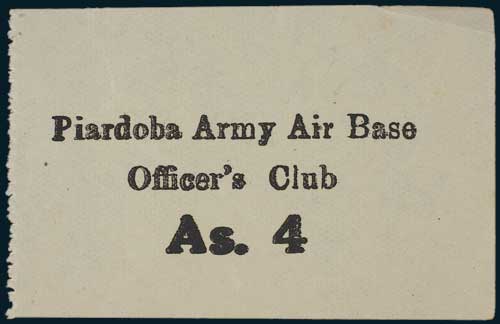 Piardoba Army Air Base
Officer's Club
As. 4